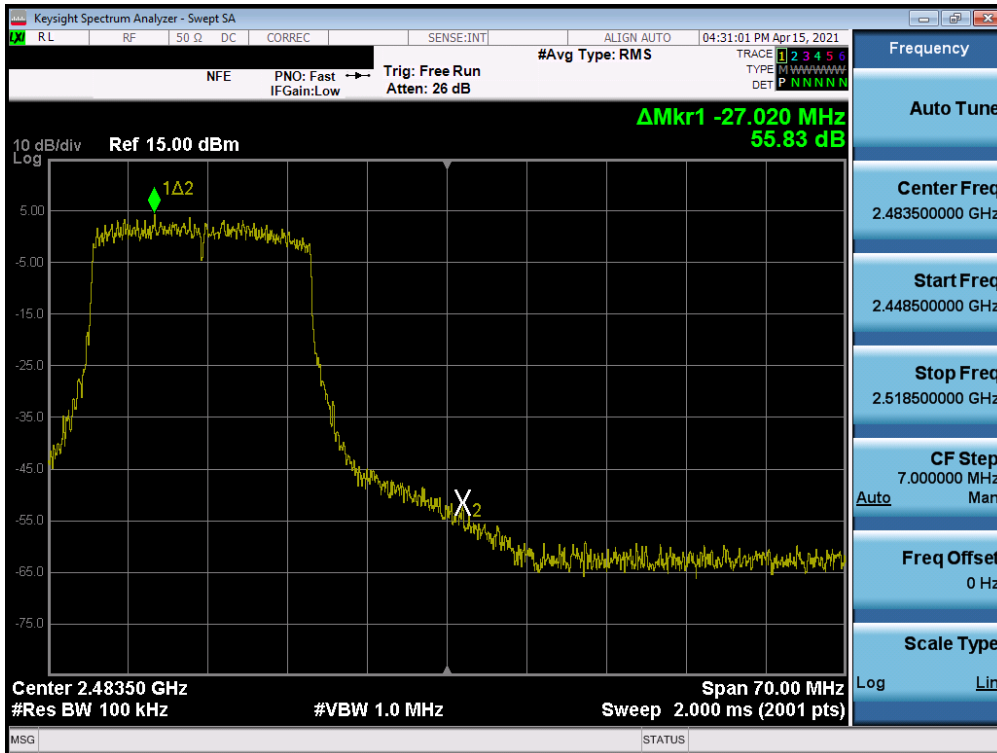 Keysight Spectrum Analyzer - Swept SA
LXI RL RF 50 Ω DC CORREC SENSE:INT ALIGN AUTO 04:31:01 PM Apr 15, 2021
#Avg Type: RMS
TRACE 1 2 3 4 5 6
TYPE M WWWWW
DET P N N N N N
NFE PNO: Fast Trig: Free Run
IFGain:Low Atten: 26 dB
ΔMkr1 -27.020 MHz
55.83 dB
10 dB/div Ref 15.00 dBm
Log
1Δ2
5.00
-5.00
-15.0
-25.0
-35.0
-45.0
X2
-55.0
-65.0
-75.0
Center 2.48350 GHz Span 70.00 MHz
#Res BW 100 kHz #VBW 1.0 MHz Sweep 2.000 ms (2001 pts)
MSG STATUS
Frequency
Auto Tune
Center Freq
2.483500000 GHz
Start Freq
2.448500000 GHz
Stop Freq
2.518500000 GHz
CF Step
7.000000 MHz
Auto Man
Freq Offset
0 Hz
Scale Type
Log Lin